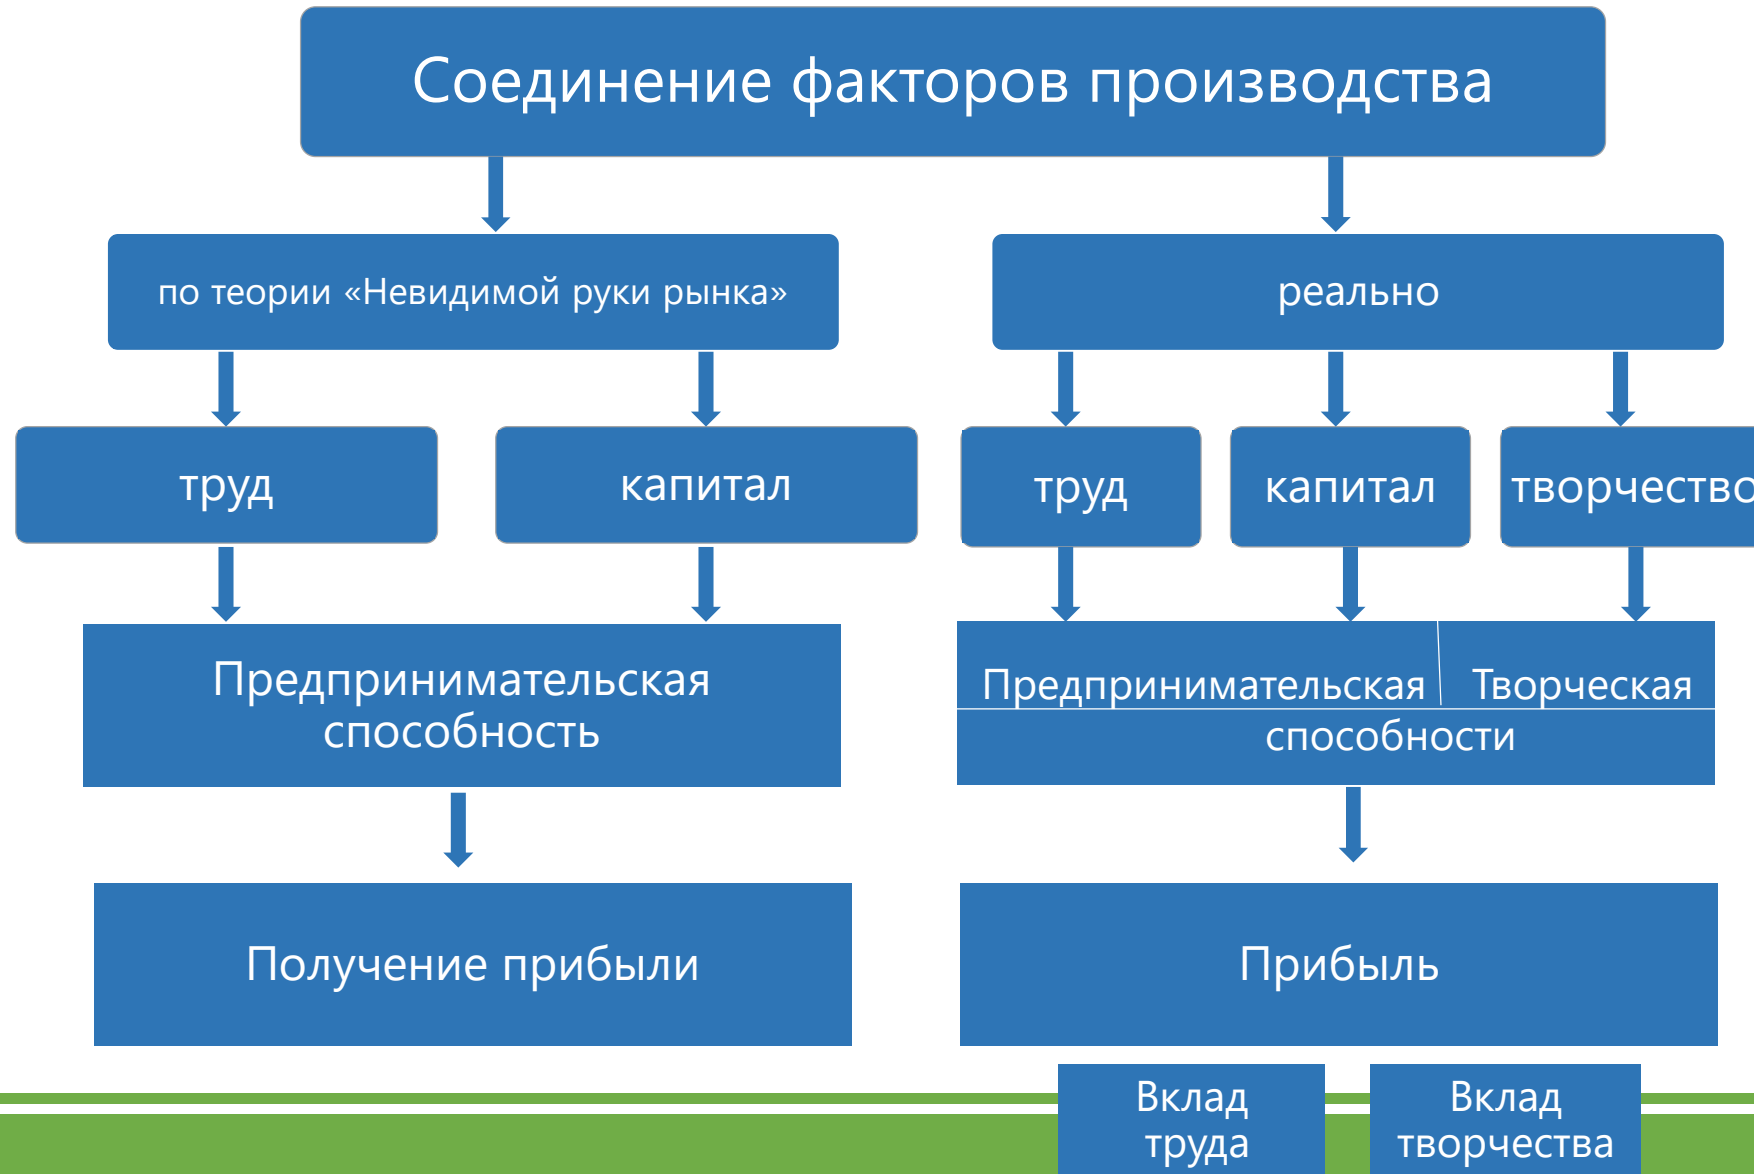 Соединение факторов производства
по теории «Невидимой руки рынка»
реально
труд
капитал
труд
капитал
творчество
Предпринимательская
способность
Предпринимательская
Творческая
способности
Получение прибыли
Прибыль
Вклад
труда
Вклад
творчества